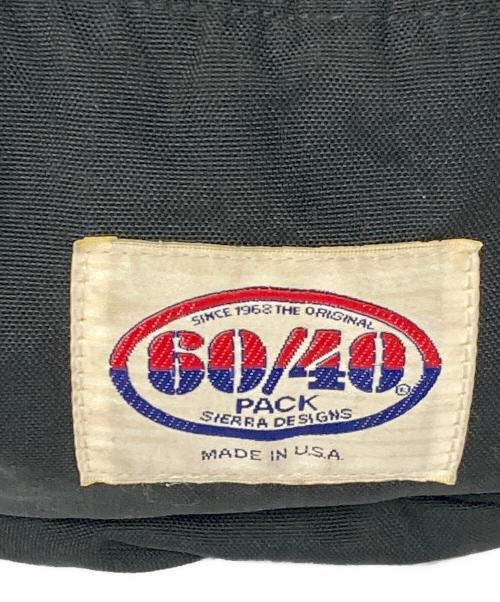 SINCE 1968 THE ORIGINAL
60/40®
PACK
SIERRA DESIGNS
MADE IN U.S.A.